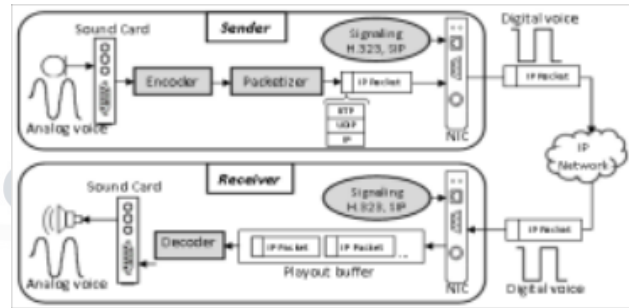 Sound Card
Sender
Signaling
H.323, SIP
Digital voice
Encoder
Packetizer
IP Packet
IP Packet
RTP
UDP
IP
Analog voice
NIC
IP
Network
Sound Card
Receiver
Signaling
H.323, SIP
IP Packet
Decoder
IP Packet
IP Packet
...
Playout buffer
Analog voice
NIC
Digital voice